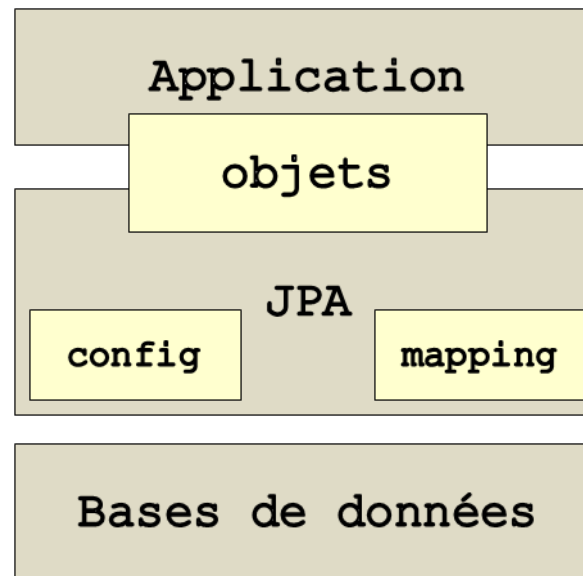 Application
objets
JPA
config
mapping
Bases de données